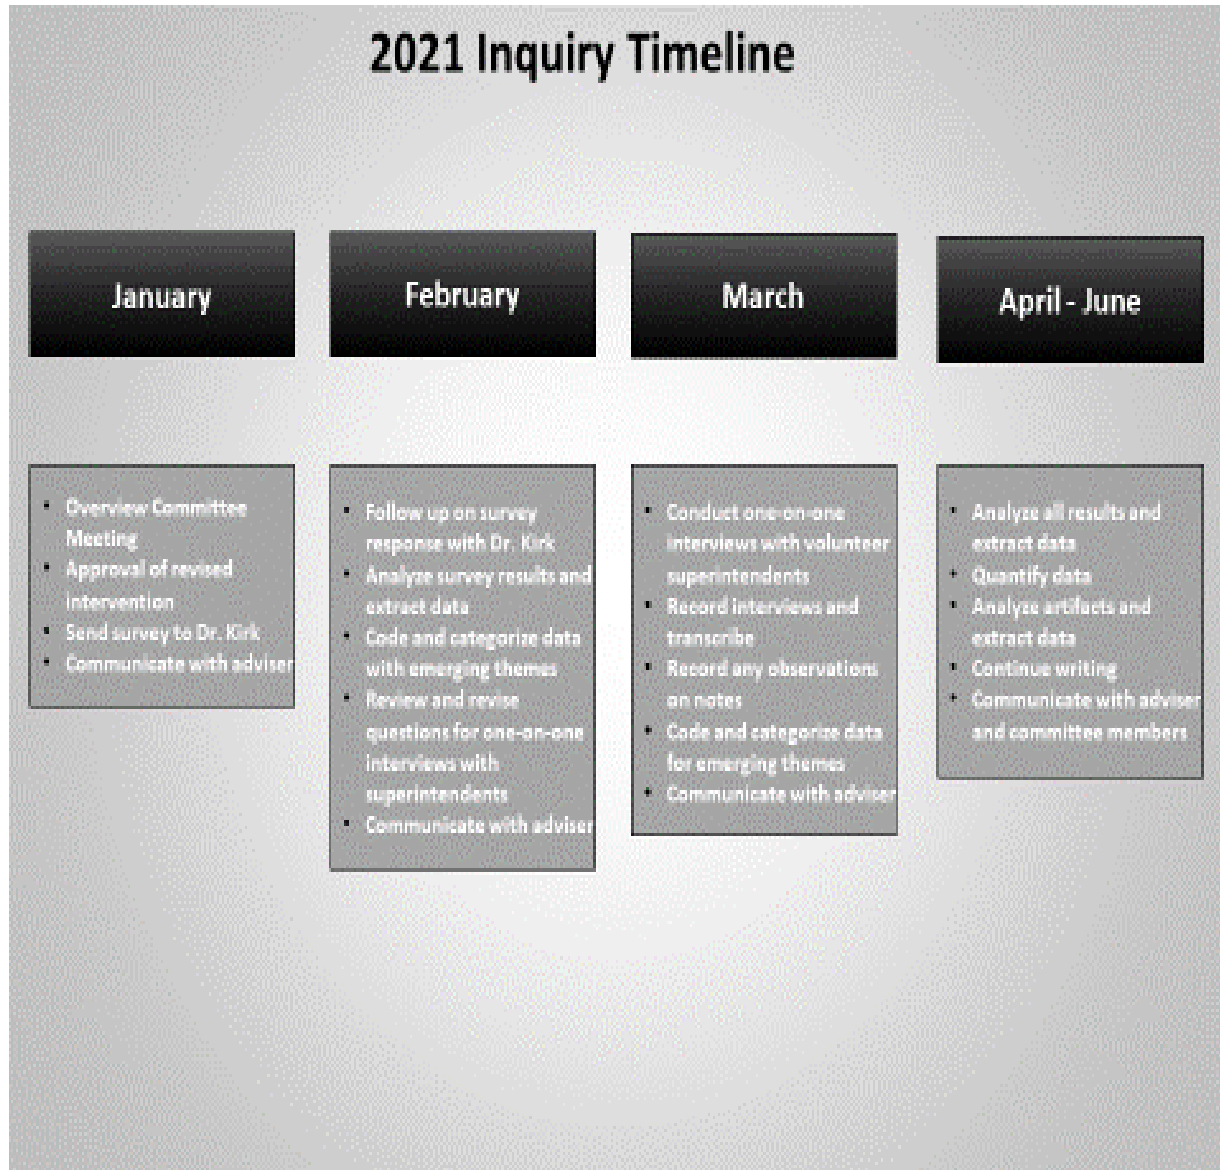 2021 Inquiry Timeline
January
February
March
April - June
• Overview Committee
Meeting
• Approval of revised
intervention
• Send survey to Dr. Kirk
• Communicate with adviser
• Follow up on survey
response with Dr. Kirk
• Analyze survey results and
extract data
• Code and categorize data
with emerging themes
• Review and revise
questions for one-on-one
interviews with
superintendents
• Communicate with adviser
• Conduct one-on-one
interviews with volunteer
superintendents
• Record interviews and
transcribe
• Record any observations
on notes
• Code and categorize data
for emerging themes
• Communicate with adviser
• Analyze all results and
extract data
• Quantify data
• Analyze artifacts and
extract data
• Continue writing
• Communicate with adviser
and committee members